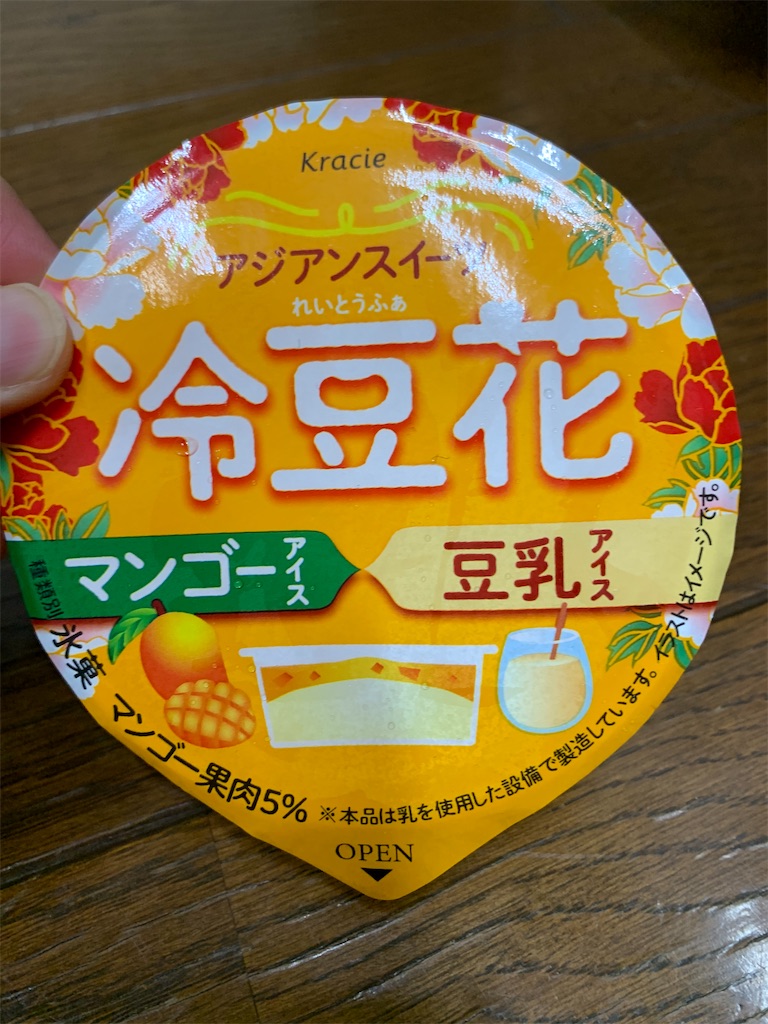 Kracie
アジアンスイーツ
れいとうふぁ
冷豆花
マンゴーアイス
豆乳アイス
種類別 氷菓
マンゴー果肉5%
※本品は乳を使用した設備で製造しています。イラストはイメージです。
OPEN